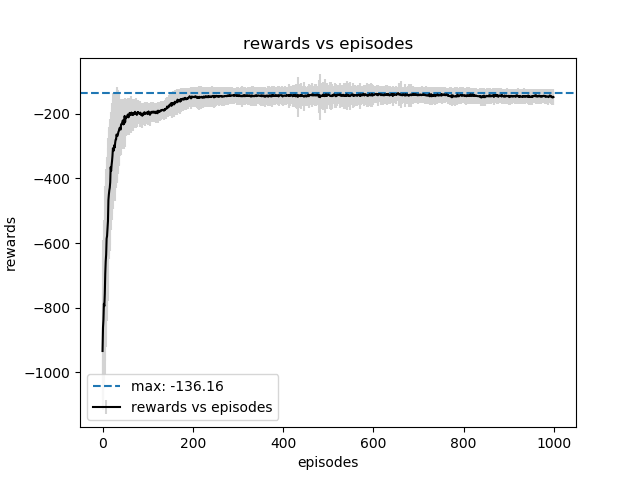 rewards vs episodes
rewards
−200
−400
−600
−800
−1000
max: -136.16
rewards vs episodes
0
200
400
600
800
1000
episodes